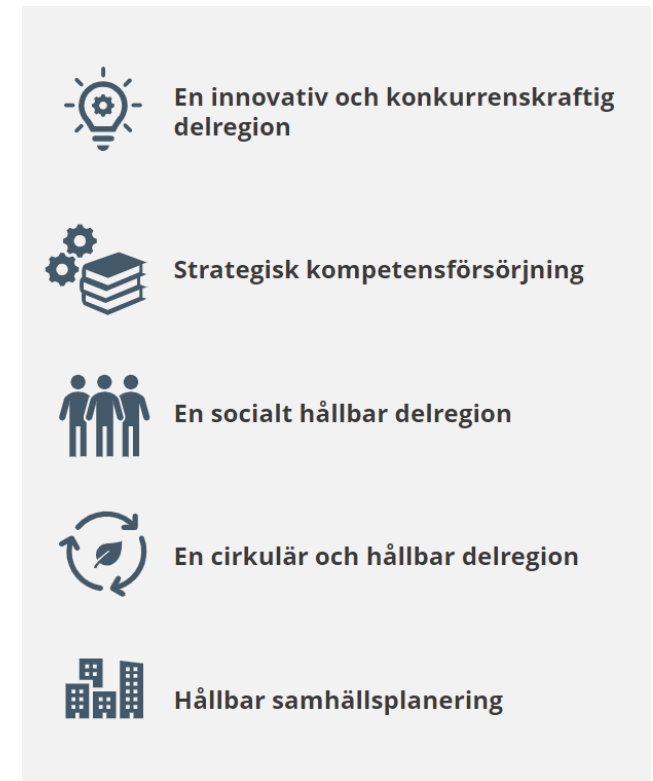 En innovativ och konkurrenskraftig
delregion
Strategisk kompetensförsörjning
En socialt hållbar delregion
En cirkulär och hållbar delregion
Hållbar samhällsplanering